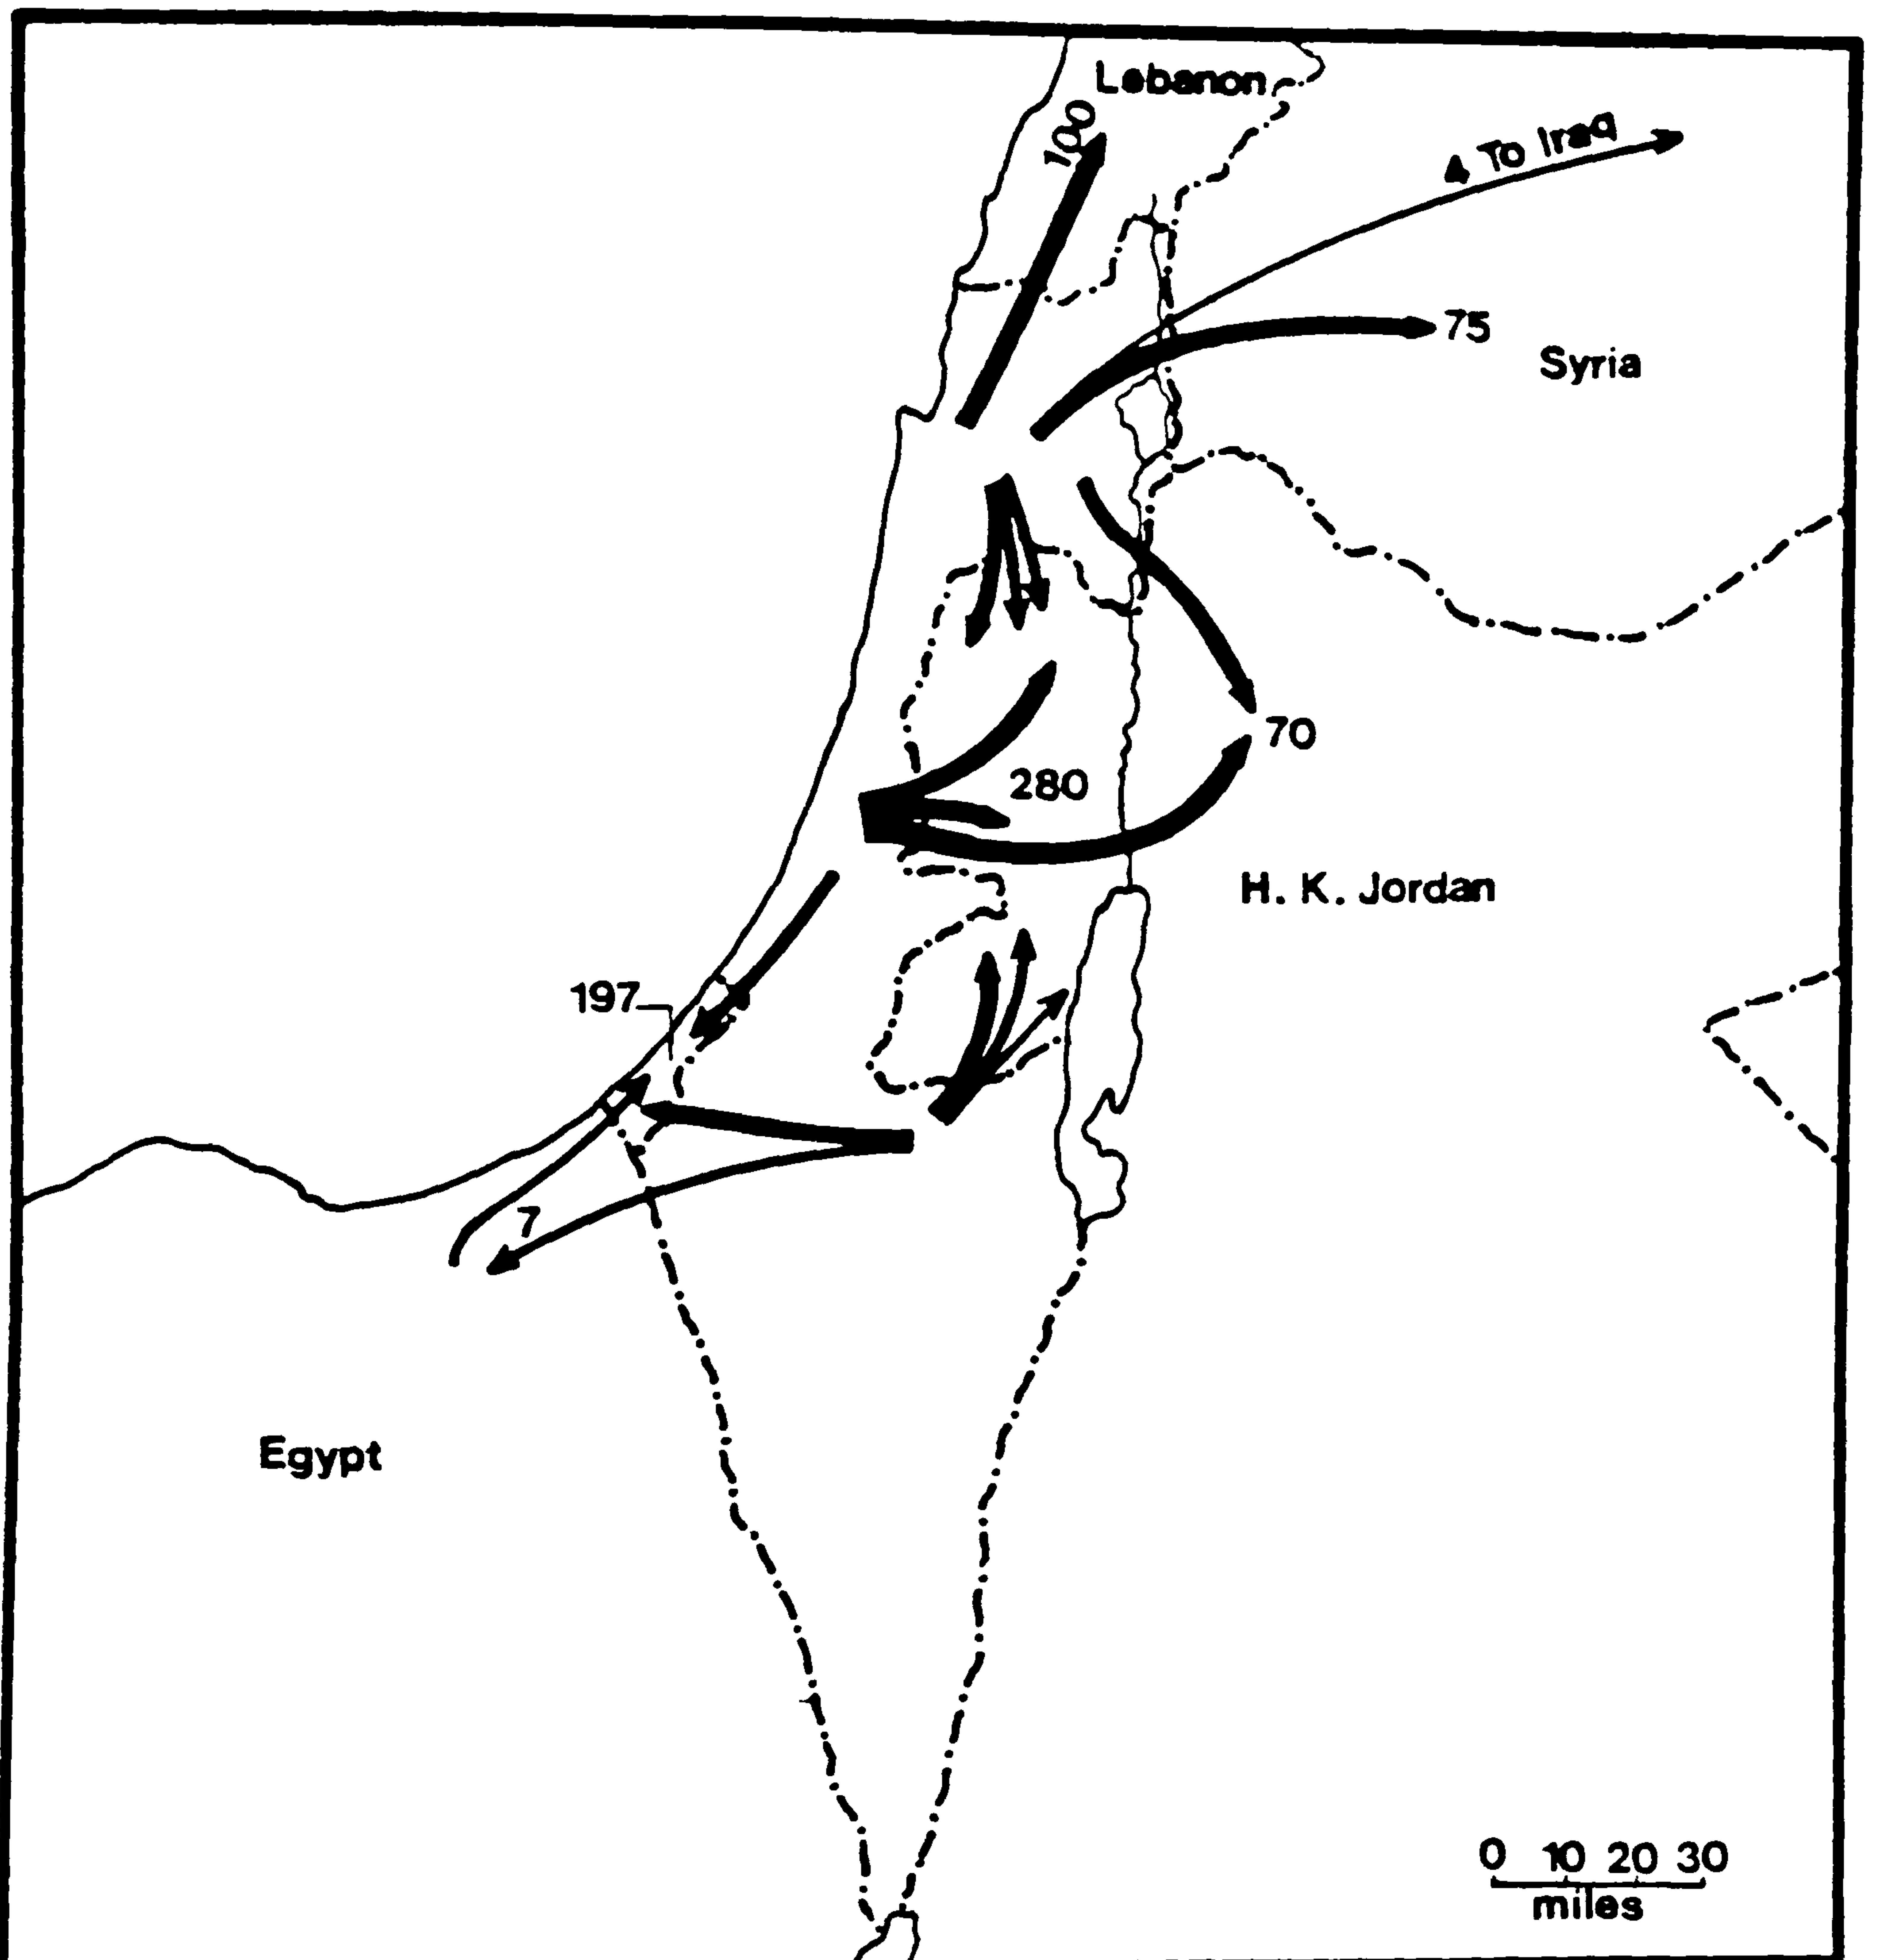 Lebanon
100
4 To Iraq
75
Syria
70
280
H. K. Jordan
197
7
Egypt
0 10 20 30
miles